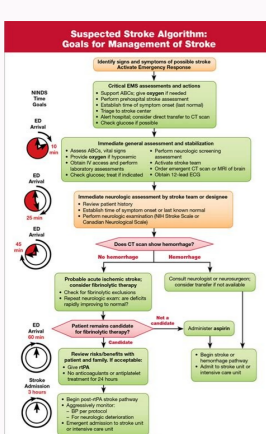 Suspected Stroke Algorithm:
Goals for Management of Stroke
Identify signs and symptoms of possible stroke
Activate Emergency Response
NINDS
Time
Goals
Critical EMS assessments and actions
• Support ABCs; give oxygen if needed
• Perform prehospital stroke assessment
• Establish time of symptom onset (last normal)
• Triage to stroke center
• Alert hospital; consider direct transfer to CT scan
• Check glucose if possible
ED
Arrival
10
min
Immediate general assessment and stabilization
• Assess ABCs, vital signs
• Provide oxygen if hypoxemic
• Obtain IV access and perform
laboratory assessments
• Check glucose; treat if indicated
• Perform neurologic screening
assessment
• Activate stroke team
• Order emergent CT scan or MRI of brain
• Obtain 12-lead ECG
ED
Arrival
25 min
Immediate neurologic assessment by stroke team or designee
• Review patient history
• Establish time of symptom onset or last known normal
• Perform neurologic examination (NIH Stroke Scale or
Canadian Neurological Scale)
ED
Arrival
45
min
Does CT scan show hemorrhage?
No hemorrhage
Hemorrhage
Probable acute ischemic stroke;
consider fibrinolytic therapy
• Check for fibrinolytic exclusions
• Repeat neurologic exam: are deficits
rapidly improving to normal?
Consult neurologist or neurosurgeon;
consider transfer if not available
ED
Arrival
60 min
Patient remains candidate
for fibrinolytic therapy?
Not a
candidate
Administer aspirin
Candidate
Review risks/benefits with
patient and family. If acceptable:
• Give rtPA
• No anticoagulants or antiplatelet
treatment for 24 hours
• Begin stroke or
hemorrhage pathway
• Admit to stroke unit or
intensive care unit
Stroke
Admission
3 hours
• Begin post-rtPA stroke pathway
• Aggressively monitor:
– BP per protocol
– For neurologic deterioration
• Emergent admission to stroke unit
or intensive care unit